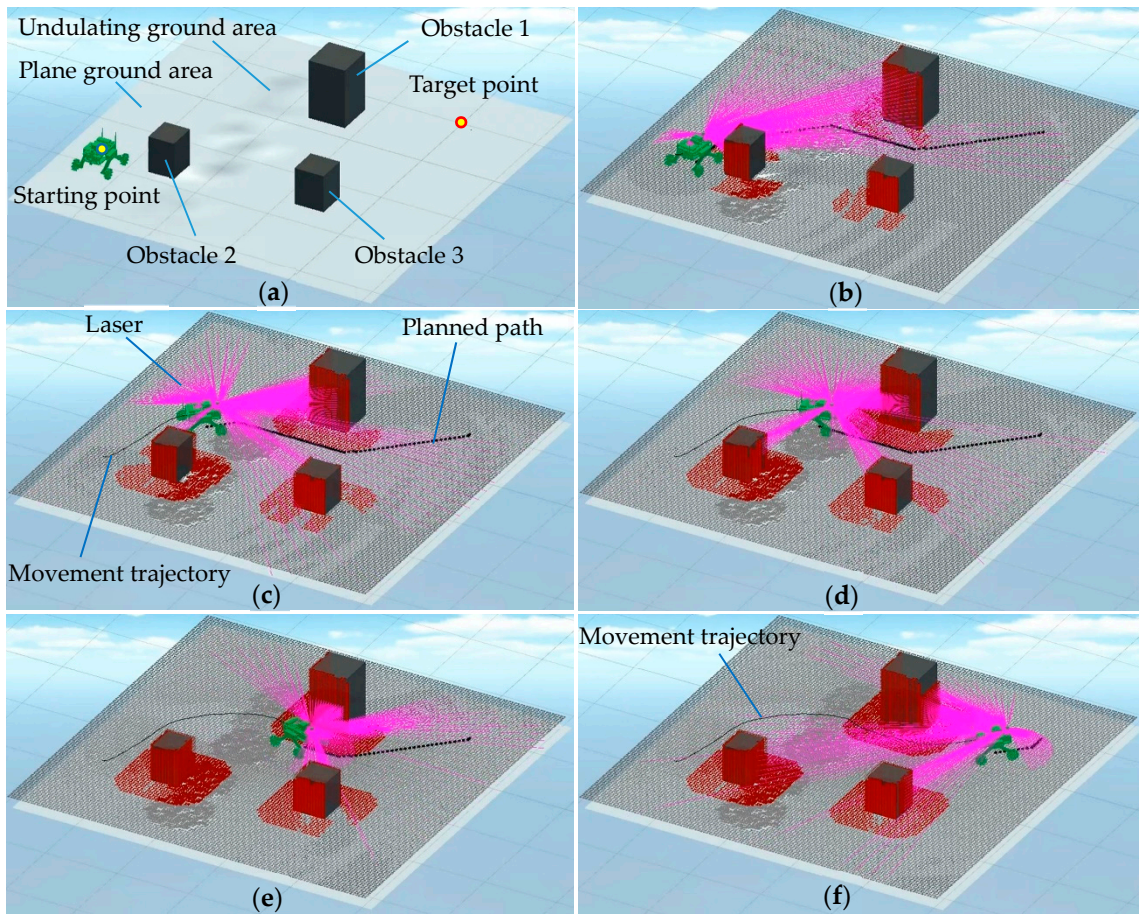 Undulating ground area
Obstacle 1
Plane ground area
Target point
Starting point
Obstacle 2
Obstacle 3
(a)
(b)
Laser
Planned path
Movement trajectory
(c)
(d)
Movement trajectory
(e)
(f)